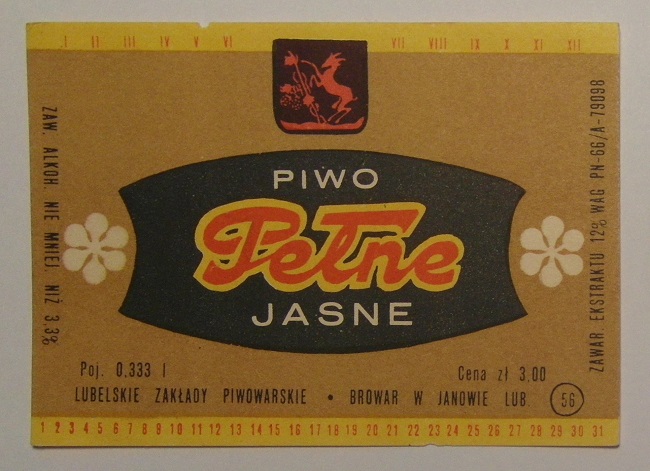 I II III IV V VI VII VIII IX X XI XII
ZAW. ALKOH. NIE MNIEJ. NIŻ 3,3%
PIWO
Pełne
JASNE
ZAWAR. EKSTRAKTU 12% WAG PN-66/A-79098
Poj. 0,333 l
Cena zł 3,00
LUBELSKIE ZAKŁADY PIWOWARSKIE • BROWAR W JANOWIE LUB. 56
1 2 3 4 5 6 7 8 9 10 11 12 13 14 15 16 17 18 19 20 21 22 23 24 25 26 27 28 29 30 31